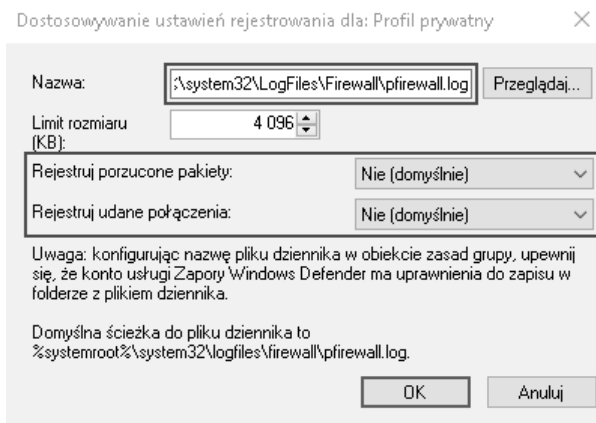 Dostosowywanie ustawień rejestrowania dla: Profil prywatny
Nazwa:
:\system32\LogFiles\Firewall\pfirewall.log
Przeglądaj...
Limit rozmiaru
(KB):
4 096
Rejestruj porzucone pakiety:
Nie (domyślnie)
Rejestruj udane połączenia:
Nie (domyślnie)
Uwaga: konfigurując nazwę pliku dziennika w obiekcie zasad grupy, upewnij
się, że konto usługi Zapory Windows Defender ma uprawnienia do zapisu w
folderze z plikiem dziennika.
Domyślna ścieżka do pliku dziennika to
%systemroot%\system32\logfiles\firewall\pfirewall.log.
OK
Anuluj